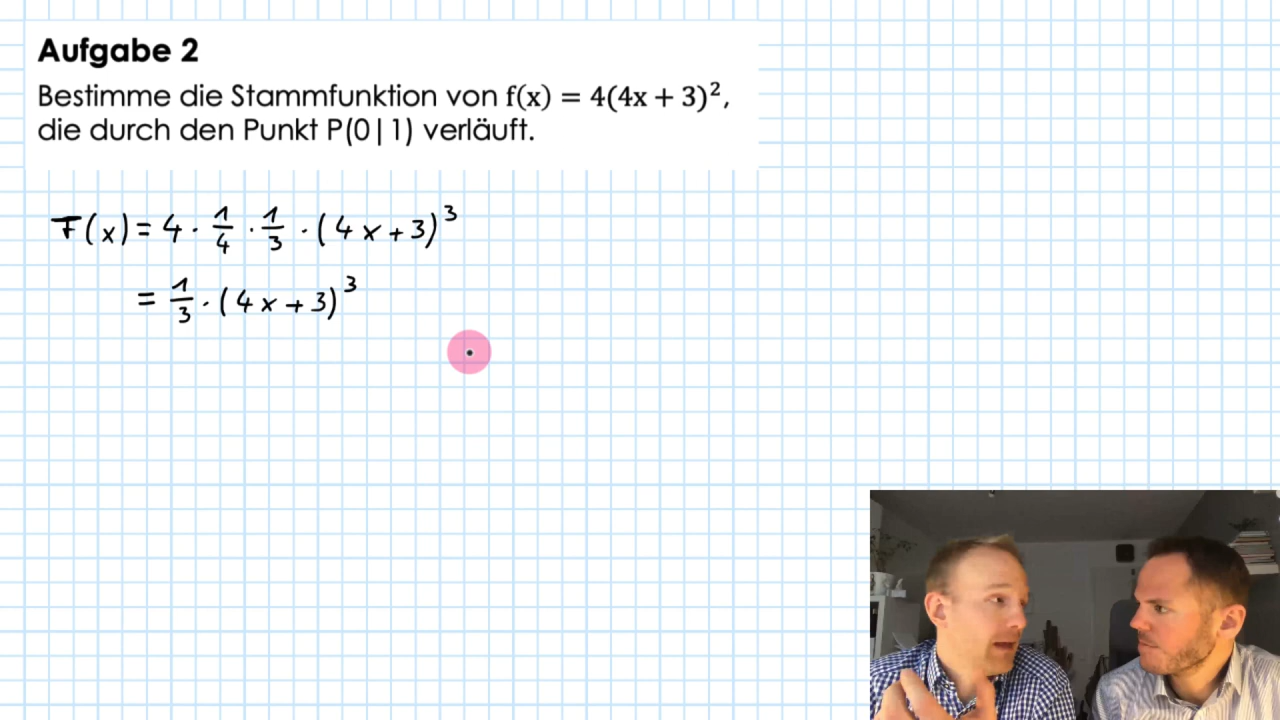 Aufgabe 2
Bestimme die Stammfunktion von f(x) = 4(4x + 3)²,
die durch den Punkt P(0|1) verläuft.
F(x) = 4 · 1/4 · 1/3 · (4x + 3)³
= 1/3 · (4x + 3)³